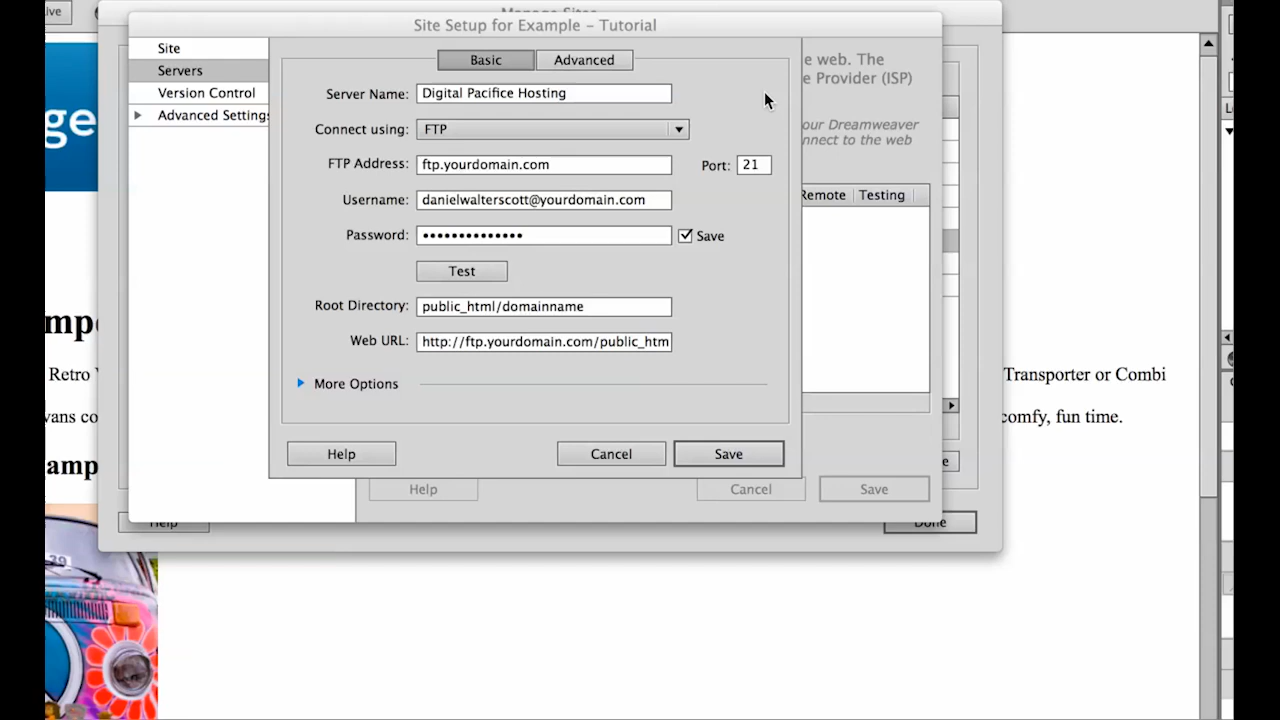 Manage Sites
Site Setup for Example – Tutorial
Site
Servers
Version Control
Advanced Settings
Basic
Advanced
Server Name: Digital Pacifice Hosting
Connect using: FTP
FTP Address: ftp.yourdomain.com
Port: 21
Username: danielwalterscott@yourdomain.com
Password: ••••••••••••••
Save
Test
Root Directory: public_html/domainname
Web URL: http://ftp.yourdomain.com/public_htm
More Options
Help
Cancel
Save
e web. The
e Provider (ISP)
our Dreamweaver
nnect to the web
Remote
Testing
Help
Cancel
Save
Help
Done
ge
Retro
Transporter or Combi
vans co
comfy, fun time.
amp